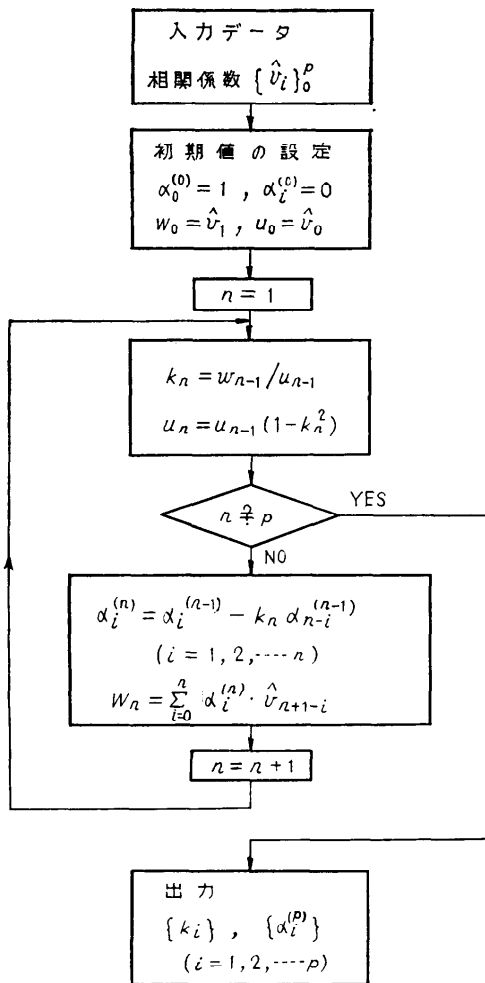 入力データ
相関係数 { v̂_i }_0^p
初期値の設定
α_0^(0) = 1 , α_i^(0) = 0
w_0 = v̂_1 , u_0 = v̂_0
n = 1
k_n = w_{n-1} / u_{n-1}
u_n = u_{n-1} (1 - k_n^2)
n ≟ p
YES
NO
α_i^(n) = α_i^(n-1) - k_n α_{n-i}^(n-1)
(i = 1, 2, ---- n)
w_n = Σ_{i=0}^n α_i^(n) · v̂_{n+1-i}
n = n + 1
出力
{ k_i } , { α_i^(p) }
(i = 1, 2, ---- p)